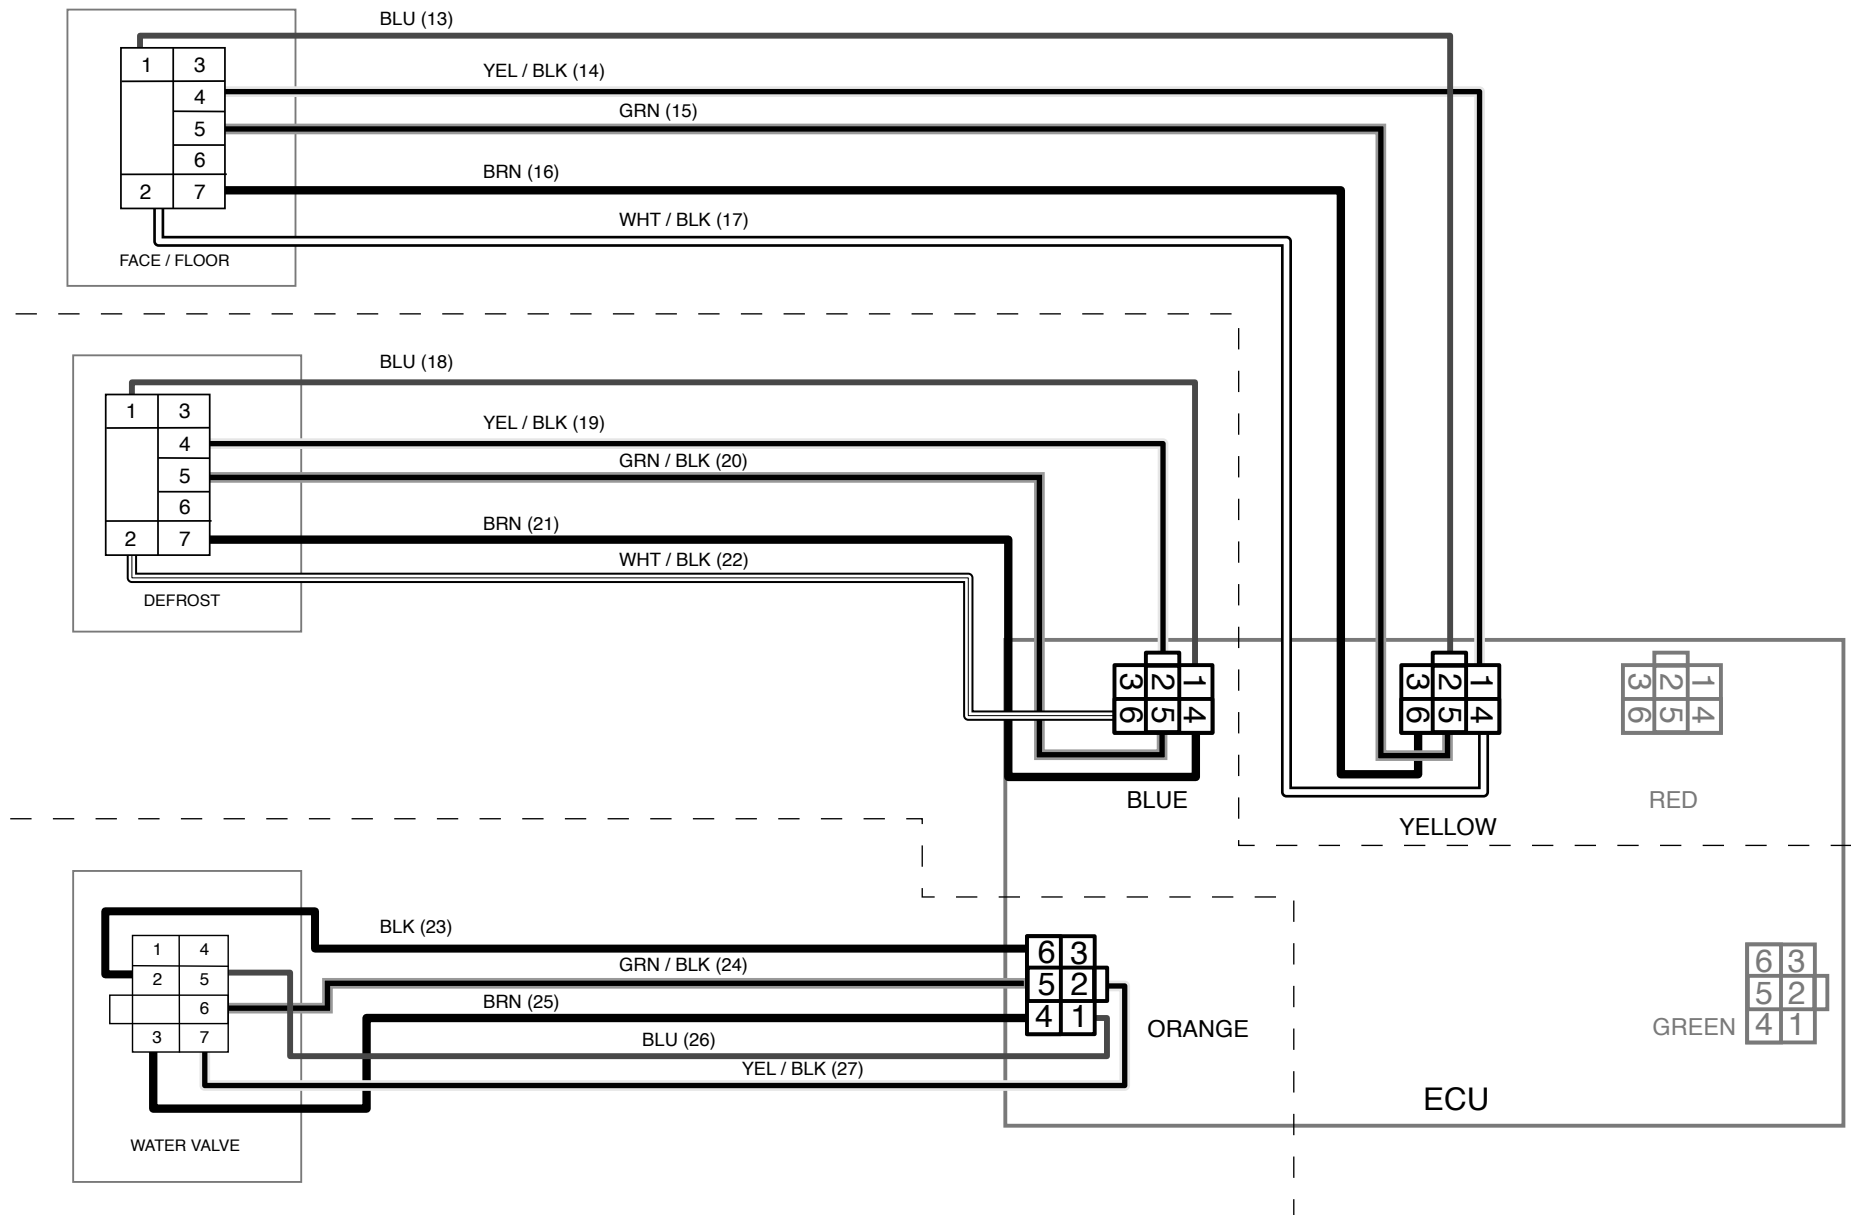 BLU (13)
1 3
YEL / BLK (14)
4
GRN (15)
5
6
BRN (16)
2 7
WHT / BLK (17)
FACE / FLOOR
BLU (18)
1 3
YEL / BLK (19)
4
GRN / BLK (20)
5
6
BRN (21)
2 7
WHT / BLK (22)
DEFROST
3 2 1
6 5 4
BLUE
3 2 1
6 5 4
YELLOW
3 2 1
6 5 4
RED
BLK (23)
1 4
2 5
6
3 7
GRN / BLK (24)
BRN (25)
BLU (26)
YEL / BLK (27)
WATER VALVE
6 3
5 2
4 1
ORANGE
6 3
5 2
4 1
GREEN
ECU